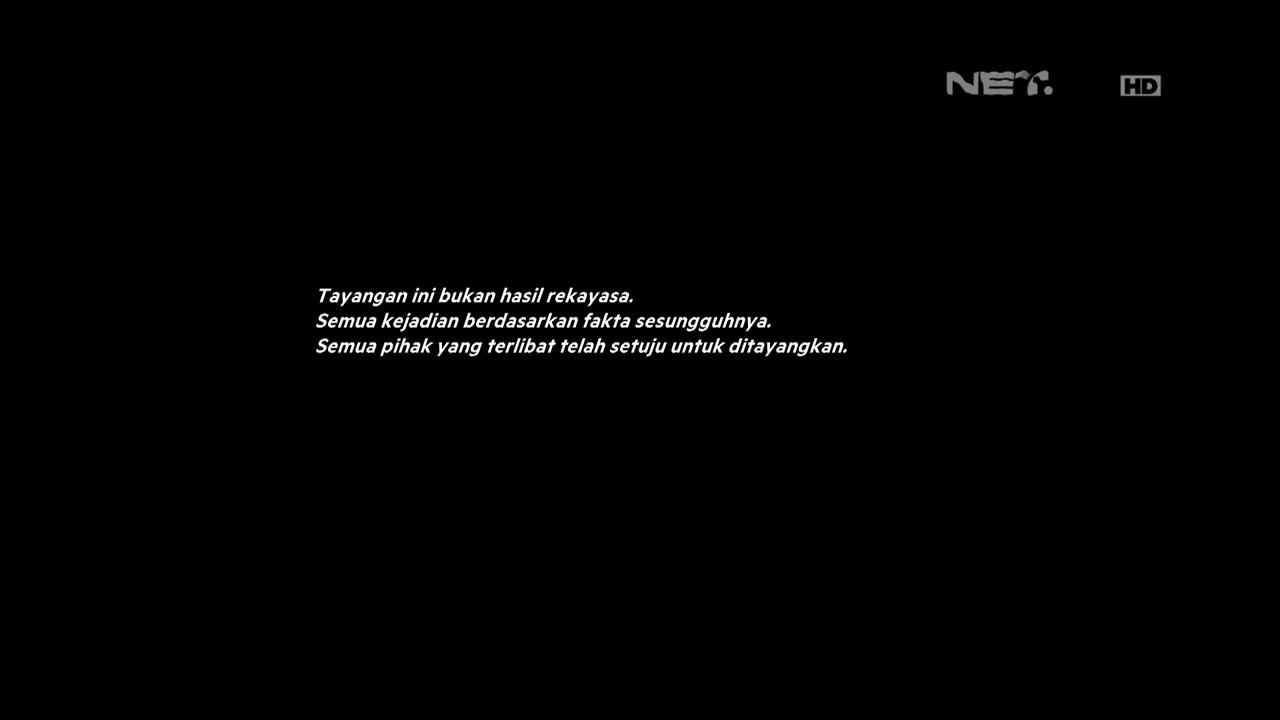 NET.
HD
Tayangan ini bukan hasil rekayasa.
Semua kejadian berdasarkan fakta sesungguhnya.
Semua pihak yang terlibat telah setuju untuk ditayangkan.